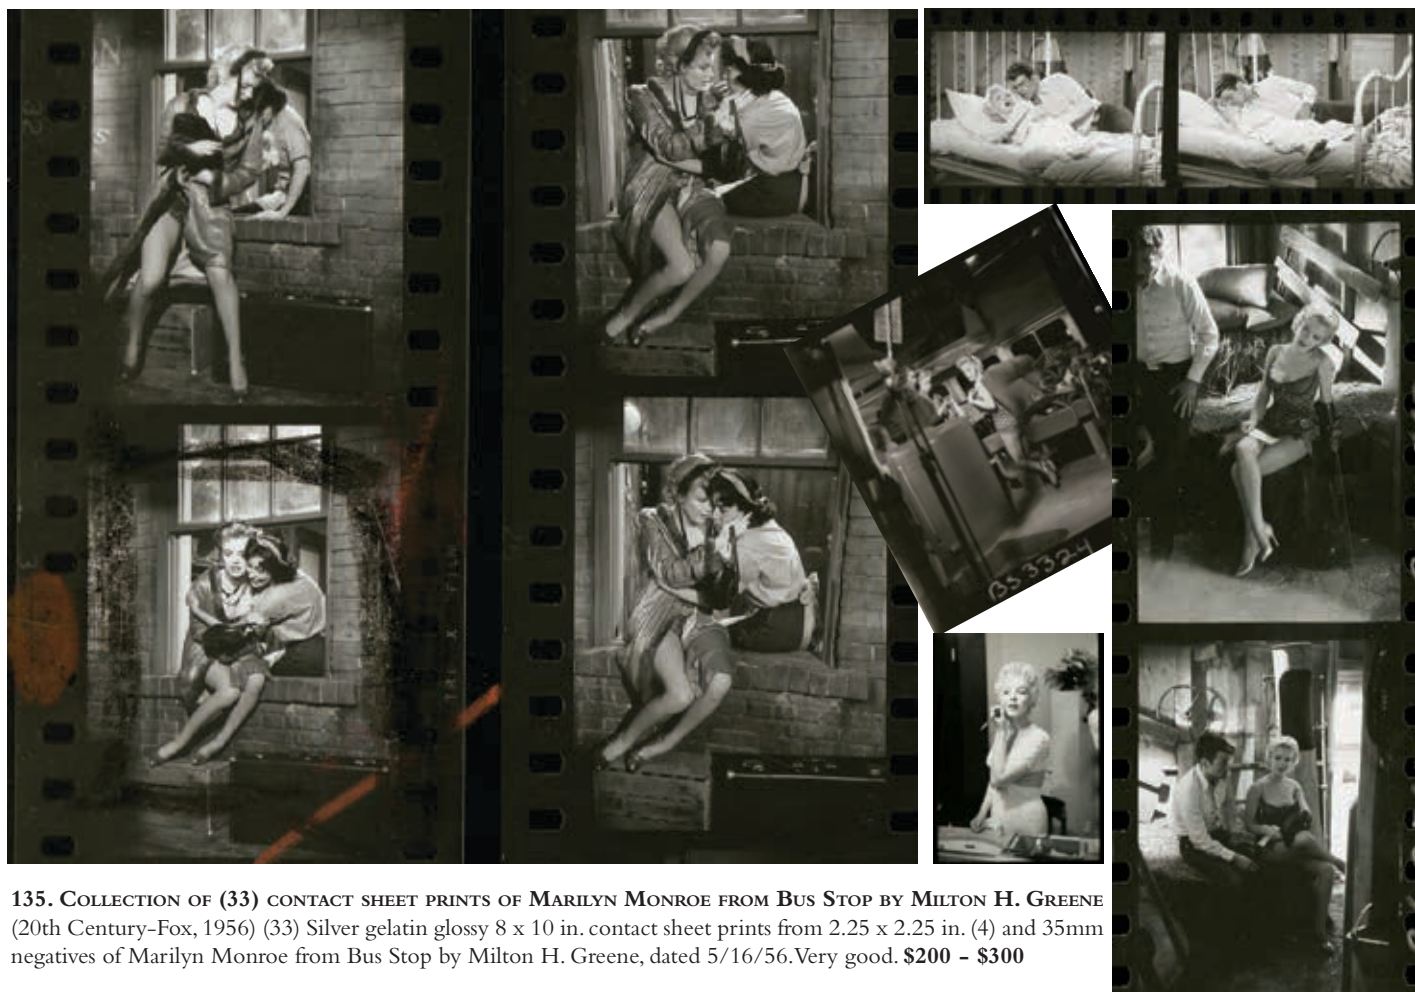 BS 3324
135. Collection of (33) contact sheet prints of Marilyn Monroe from Bus Stop by Milton H. Greene
(20th Century-Fox, 1956) (33) Silver gelatin glossy 8 x 10 in. contact sheet prints from 2.25 x 2.25 in. (4) and 35mm
negatives of Marilyn Monroe from Bus Stop by Milton H. Greene, dated 5/16/56. Very good. $200 - $300